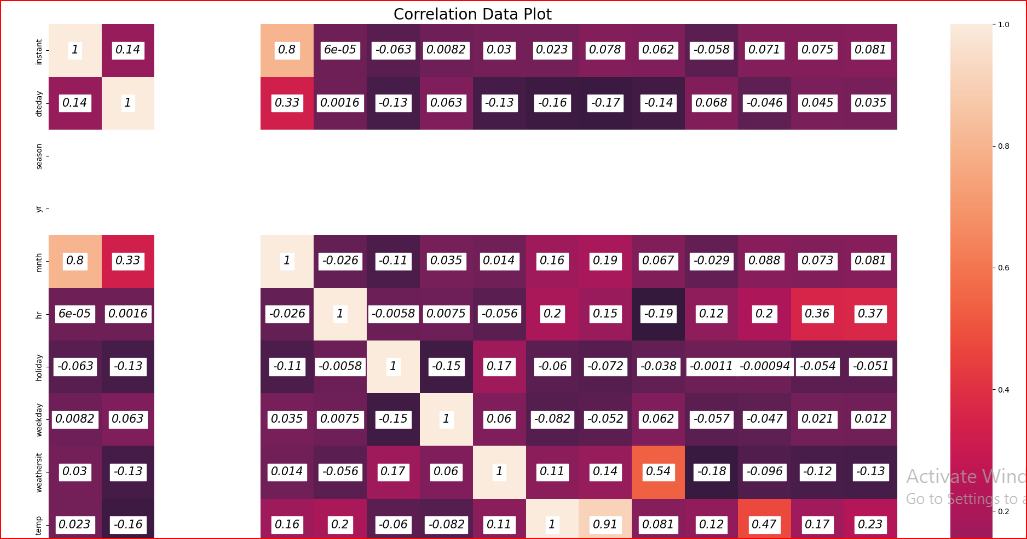 Correlation Data Plot
instant 1 0.14 0.8 6e-05 -0.063 0.0082 0.03 0.023 0.078 0.062 -0.058 0.071 0.075 0.081
dteday 0.14 1 0.33 0.0016 -0.13 0.063 -0.13 -0.16 -0.17 -0.14 0.068 -0.046 0.045 0.035
season
yr
mnth 0.8 0.33 1 -0.026 -0.11 0.035 0.014 0.16 0.19 0.067 -0.029 0.088 0.073 0.081
hr 6e-05 0.0016 -0.026 1 -0.0058 0.0075 -0.056 0.2 0.15 -0.19 0.12 0.2 0.36 0.37
holiday -0.063 -0.13 -0.11 -0.0058 1 -0.15 0.17 -0.06 -0.072 -0.038 -0.0011 -0.00094 -0.054 -0.051
weekday 0.0082 0.063 0.035 0.0075 -0.15 1 0.06 -0.082 -0.052 0.062 -0.057 -0.047 0.021 0.012
weathersit 0.03 -0.13 0.014 -0.056 0.17 0.06 1 0.11 0.14 0.54 -0.18 -0.096 -0.12 -0.13
temp 0.023 -0.16 0.16 0.2 -0.06 -0.082 0.11 1 0.91 0.081 0.12 0.47 0.17 0.23
1.0
0.8
0.6
0.4
0.2
Activate Wind
Go to Settings to a